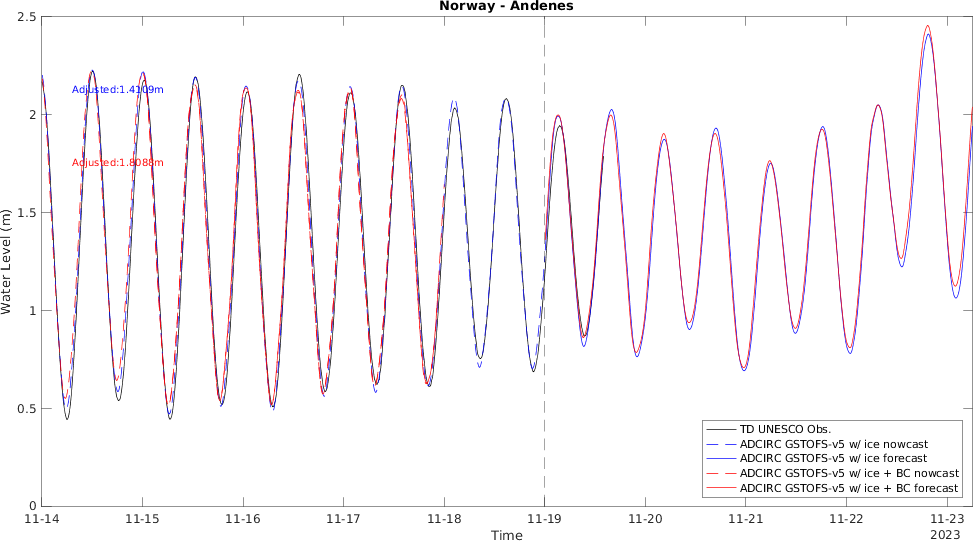 Norway - Andenes
2.5
2
1.5
1
0.5
0
Water Level (m)
Adjusted:1.4109m
Adjusted:1.8088m
TD UNESCO Obs.
ADCIRC GSTOFS-v5 w/ ice nowcast
ADCIRC GSTOFS-v5 w/ ice forecast
ADCIRC GSTOFS-v5 w/ ice + BC nowcast
ADCIRC GSTOFS-v5 w/ ice + BC forecast
11-14 11-15 11-16 11-17 11-18 11-19 11-20 11-21 11-22 11-23
2023
Time